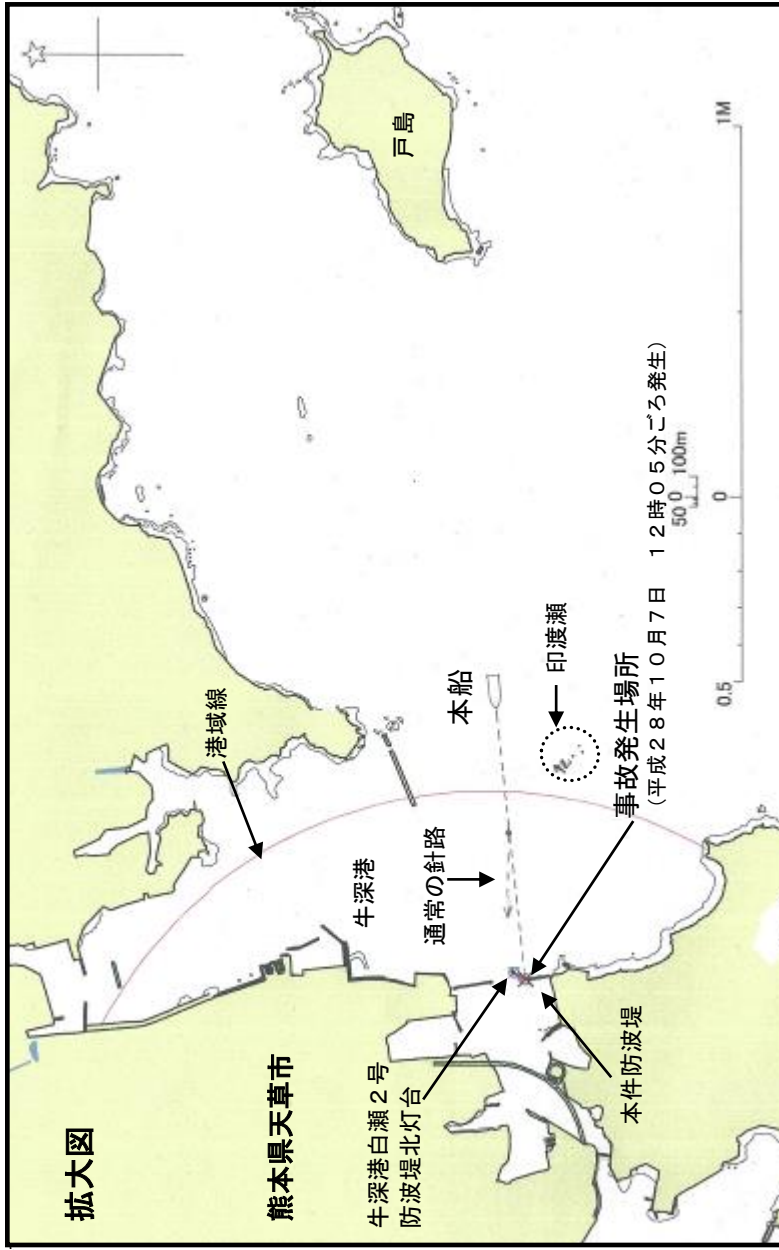 拡大図
熊本県天草市
牛深港白瀬２号
防波堤北灯台
本件防波堤
牛深港
港域線
通常の針路
本船
印渡瀬
事故発生場所
（平成２８年１０月７日　１２時０５分ごろ発生）
戸島
50 0 100m
0.5 0 1M